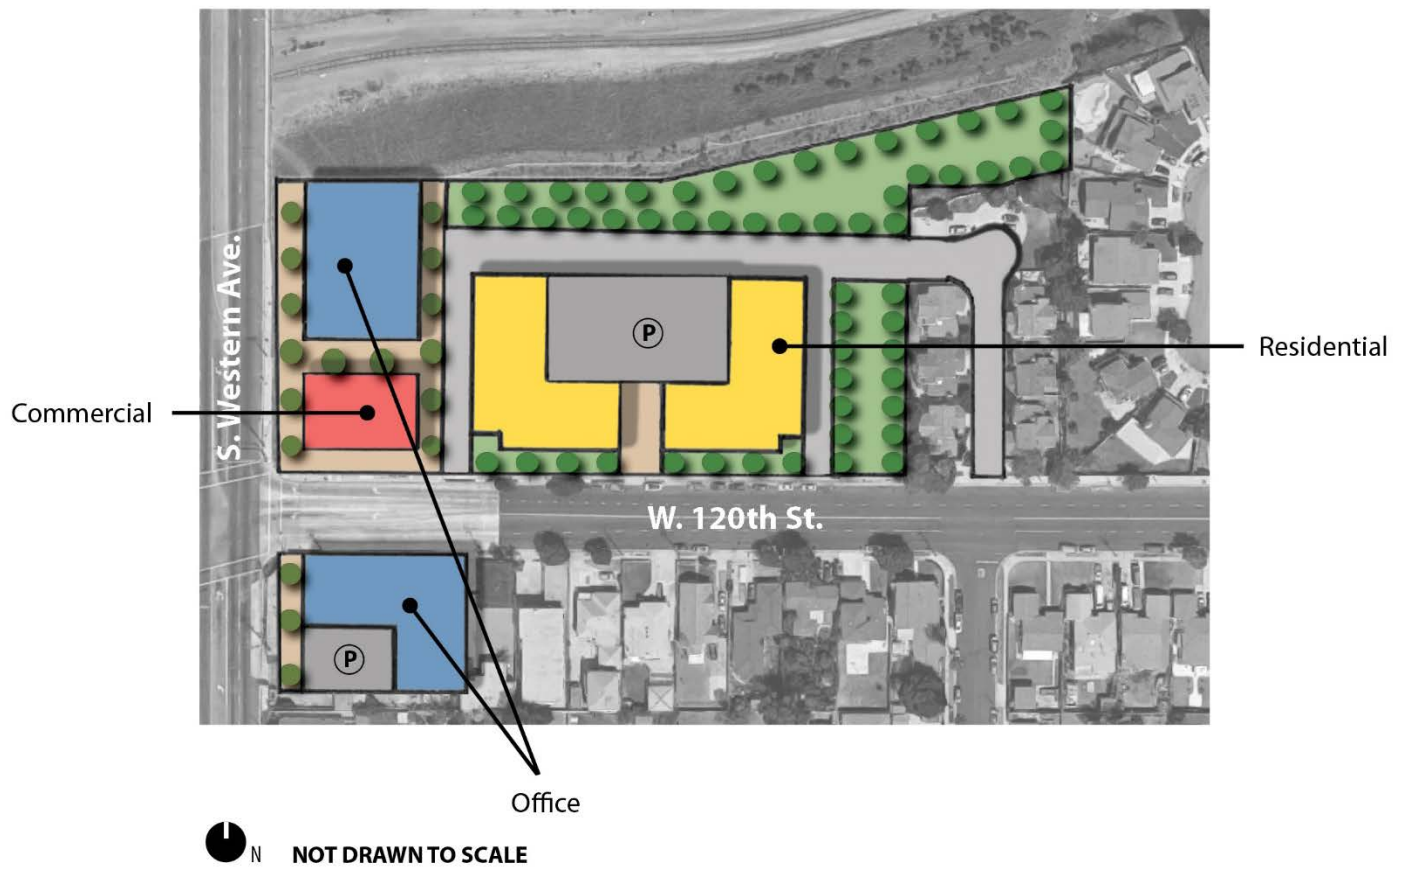 S. Western Ave.
P
Residential
Commercial
W. 120th St.
P
Office
N NOT DRAWN TO SCALE